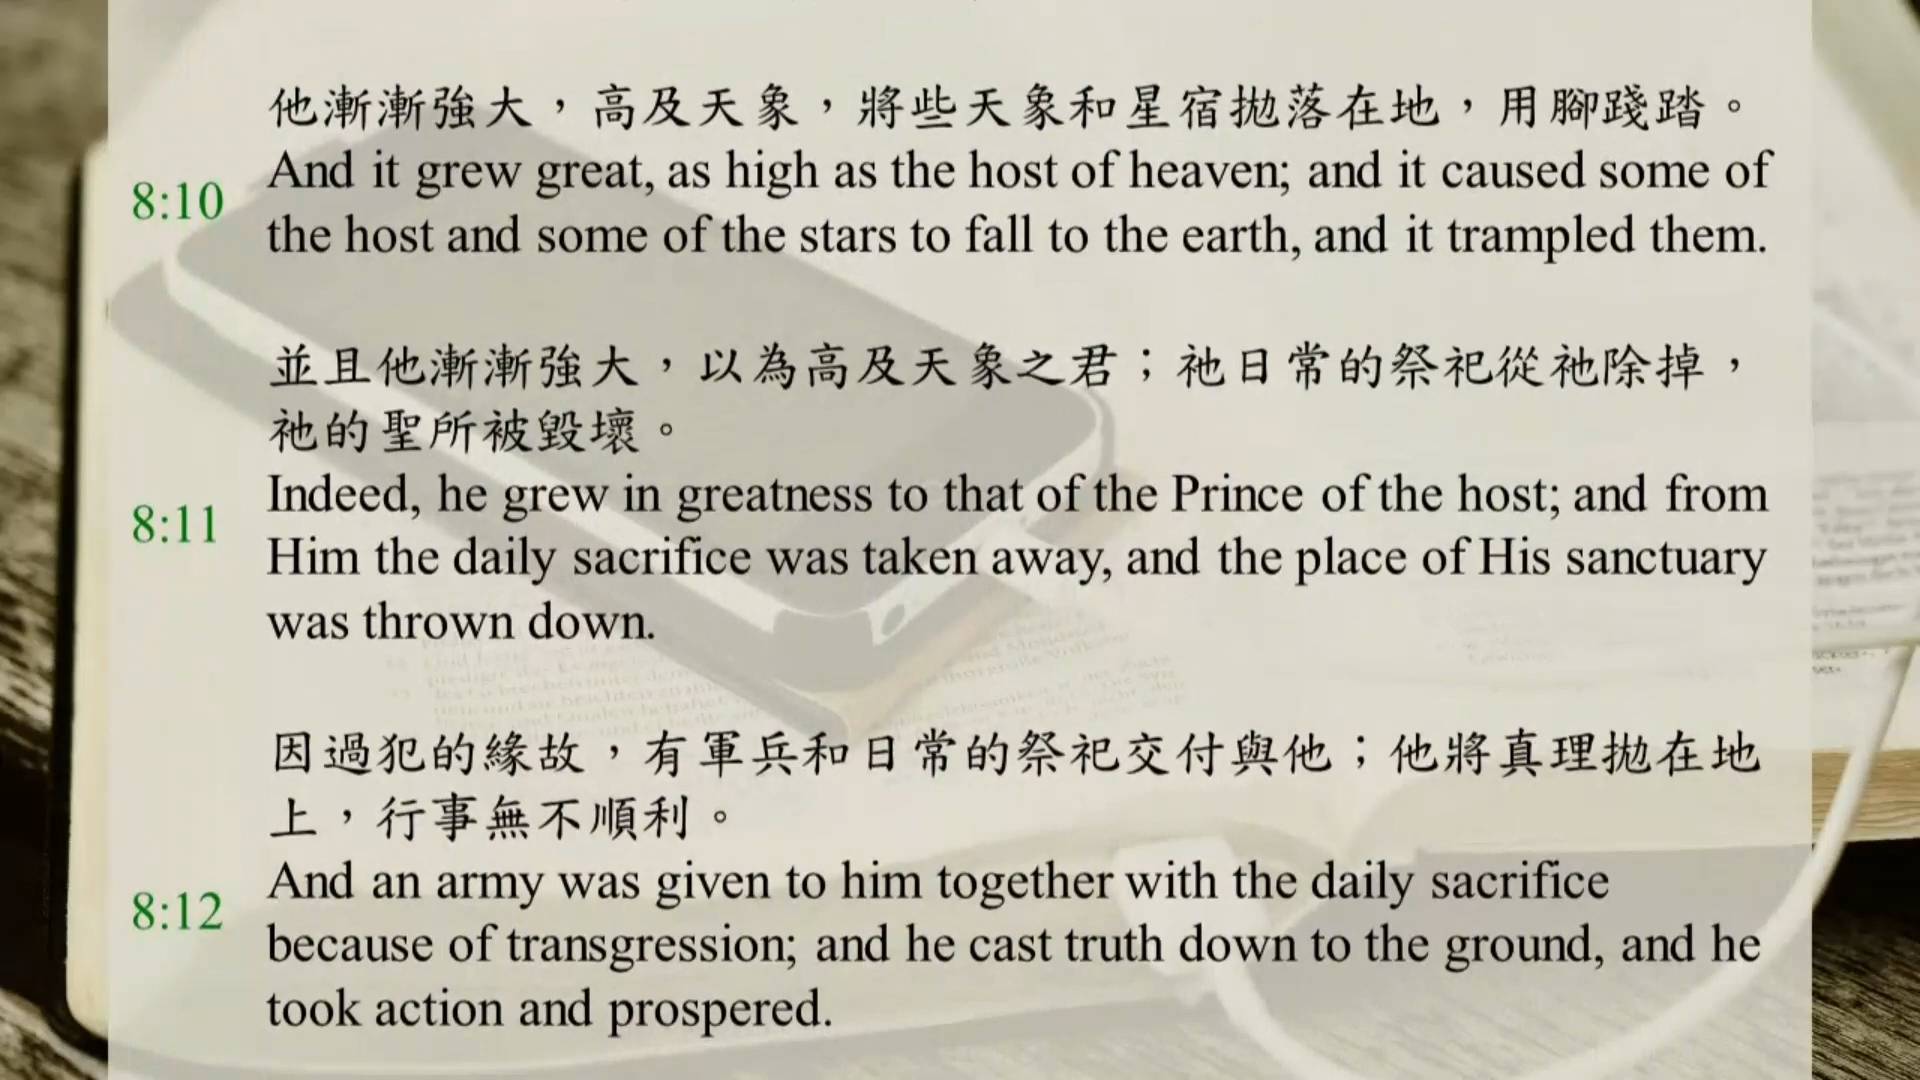 他漸漸強大，高及天象，將些天象和星宿拋落在地，用腳踐踏。
8:10 And it grew great, as high as the host of heaven; and it caused some of
the host and some of the stars to fall to the earth, and it trampled them.
並且他漸漸強大，以為高及天象之君；祂日常的祭祀從祂除掉，
祂的聖所被毀壞。
8:11 Indeed, he grew in greatness to that of the Prince of the host; and from
Him the daily sacrifice was taken away, and the place of His sanctuary
was thrown down.
因過犯的緣故，有軍兵和日常的祭祀交付與他；他將真理拋在地
上，行事無不順利。
8:12 And an army was given to him together with the daily sacrifice
because of transgression; and he cast truth down to the ground, and he
took action and prospered.